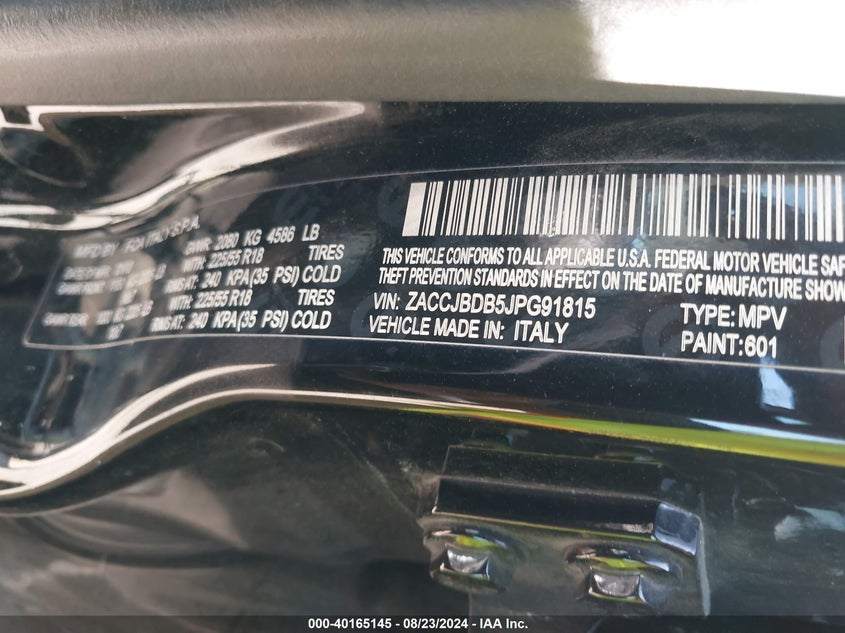 MFD BY: FCA ITALY S.P.A.
GVWR: 2080 KG 4586 LB
WITH: 225/55 R18 TIRES
RIMS AT: 240 KPA(35 PSI) COLD
WITH: 225/55 R18 TIRES
RIMS AT: 240 KPA(35 PSI) COLD
THIS VEHICLE CONFORMS TO ALL APPLICABLE U.S.A. FEDERAL MOTOR VEHICLE SAF
THEFT PREVENTION STANDARDS IN EFFECT ON THE DATE OF MANUFACTURE SHOW
VIN: ZACCJBDB5JPG91815 TYPE: MPV
VEHICLE MADE IN: ITALY PAINT:601
000-40165145 - 08/23/2024 - IAA Inc.